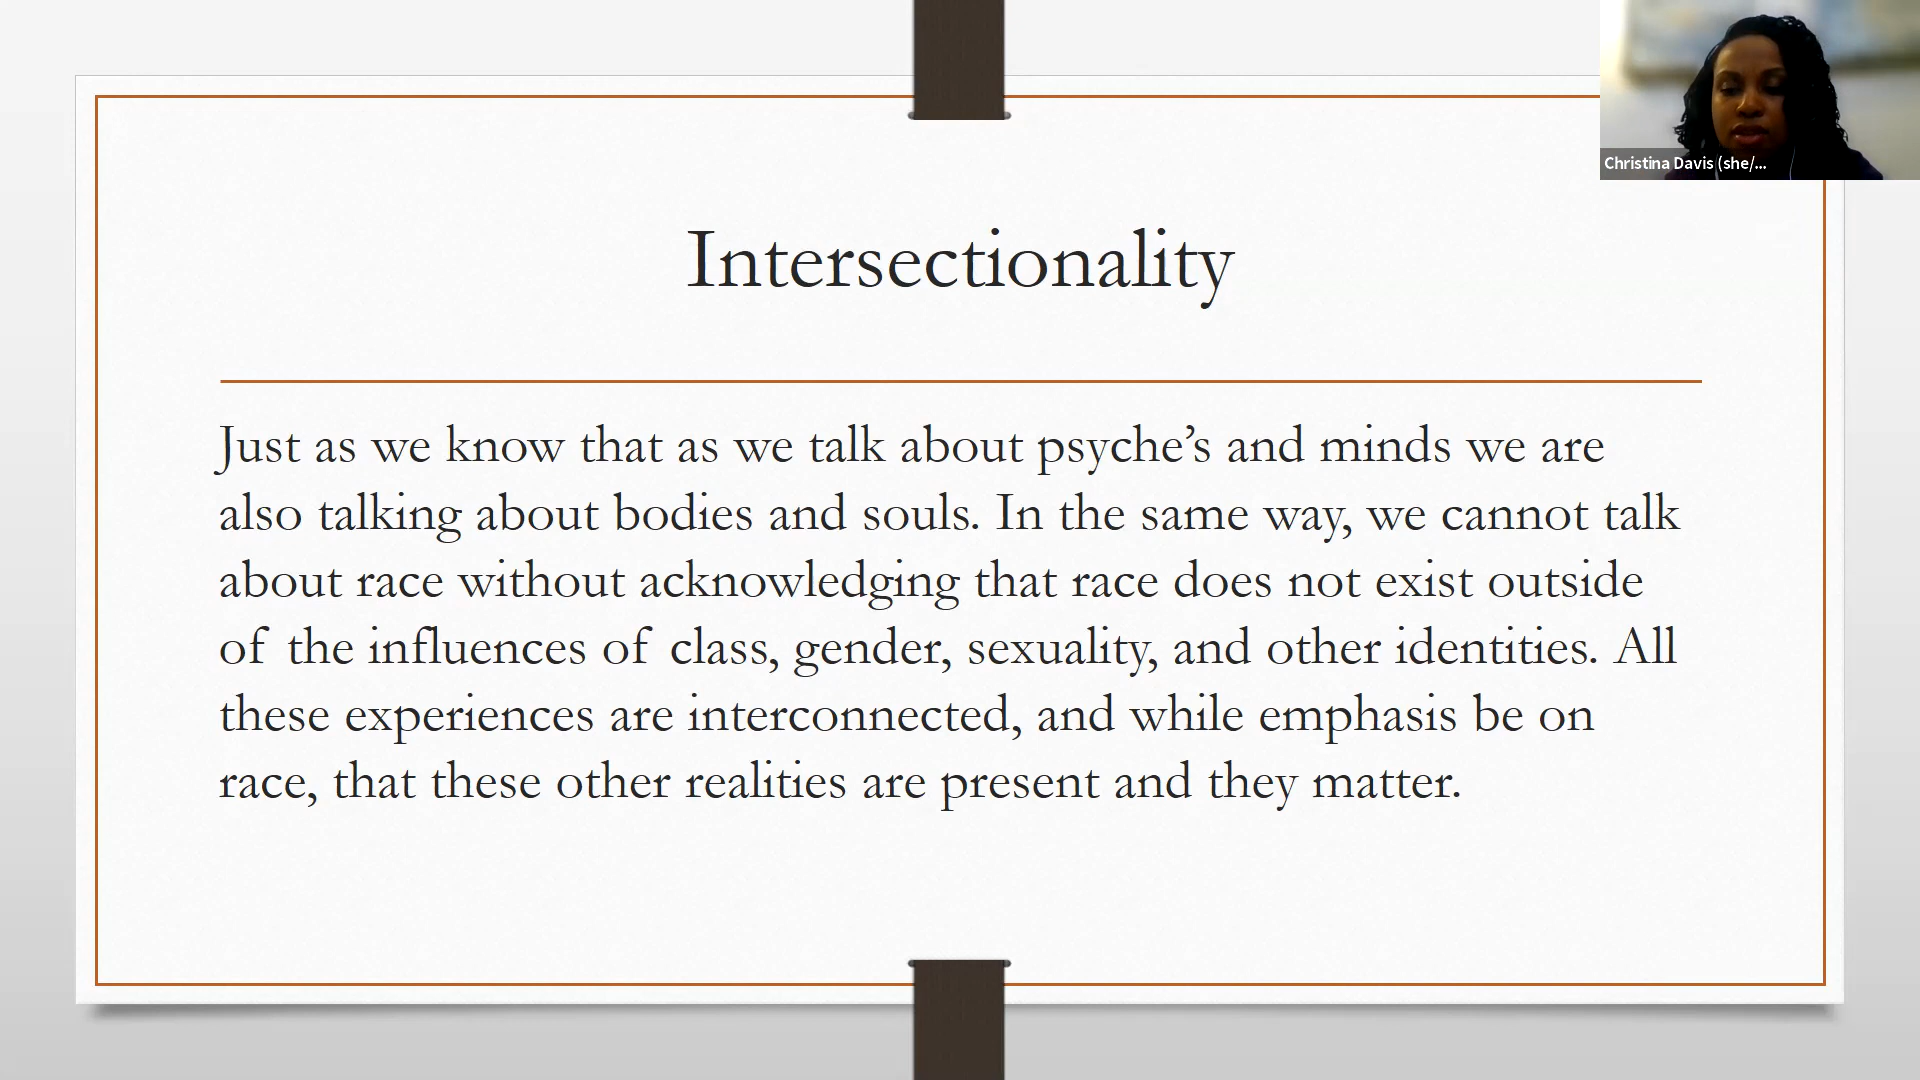 Christina Davis (she/...
Intersectionality
Just as we know that as we talk about psyche’s and minds we are
also talking about bodies and souls. In the same way, we cannot talk
about race without acknowledging that race does not exist outside
of the influences of class, gender, sexuality, and other identities. All
these experiences are interconnected, and while emphasis be on
race, that these other realities are present and they matter.